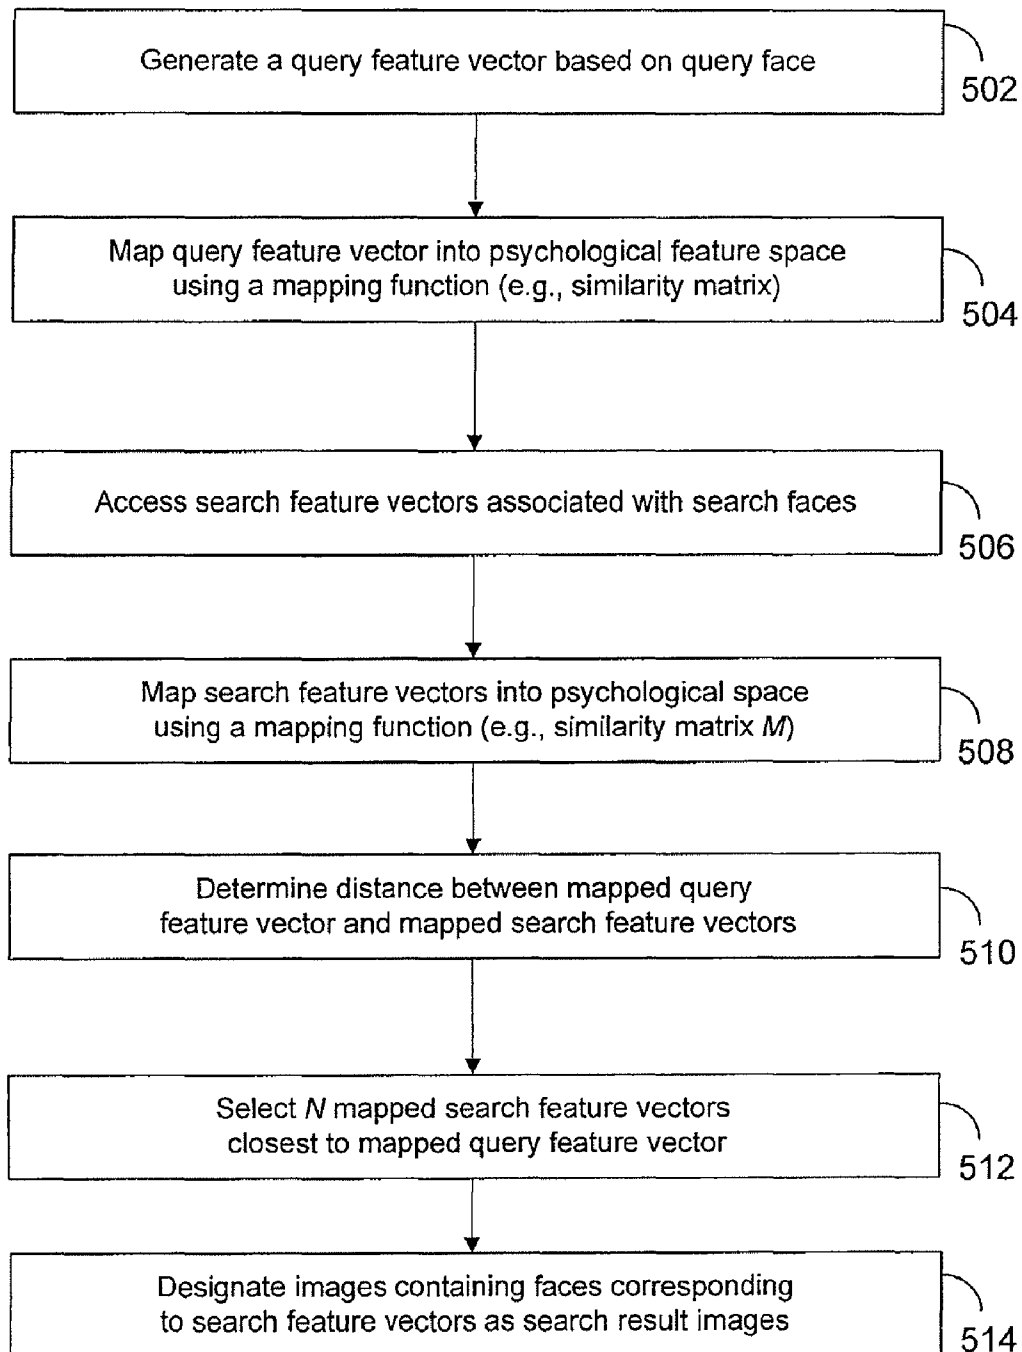 Generate a query feature vector based on query face
502
Map query feature vector into psychological feature space
using a mapping function (e.g., similarity matrix)
504
Access search feature vectors associated with search faces
506
Map search feature vectors into psychological space
using a mapping function (e.g., similarity matrix M)
508
Determine distance between mapped query
feature vector and mapped search feature vectors
510
Select N mapped search feature vectors
closest to mapped query feature vector
512
Designate images containing faces corresponding
to search feature vectors as search result images
514